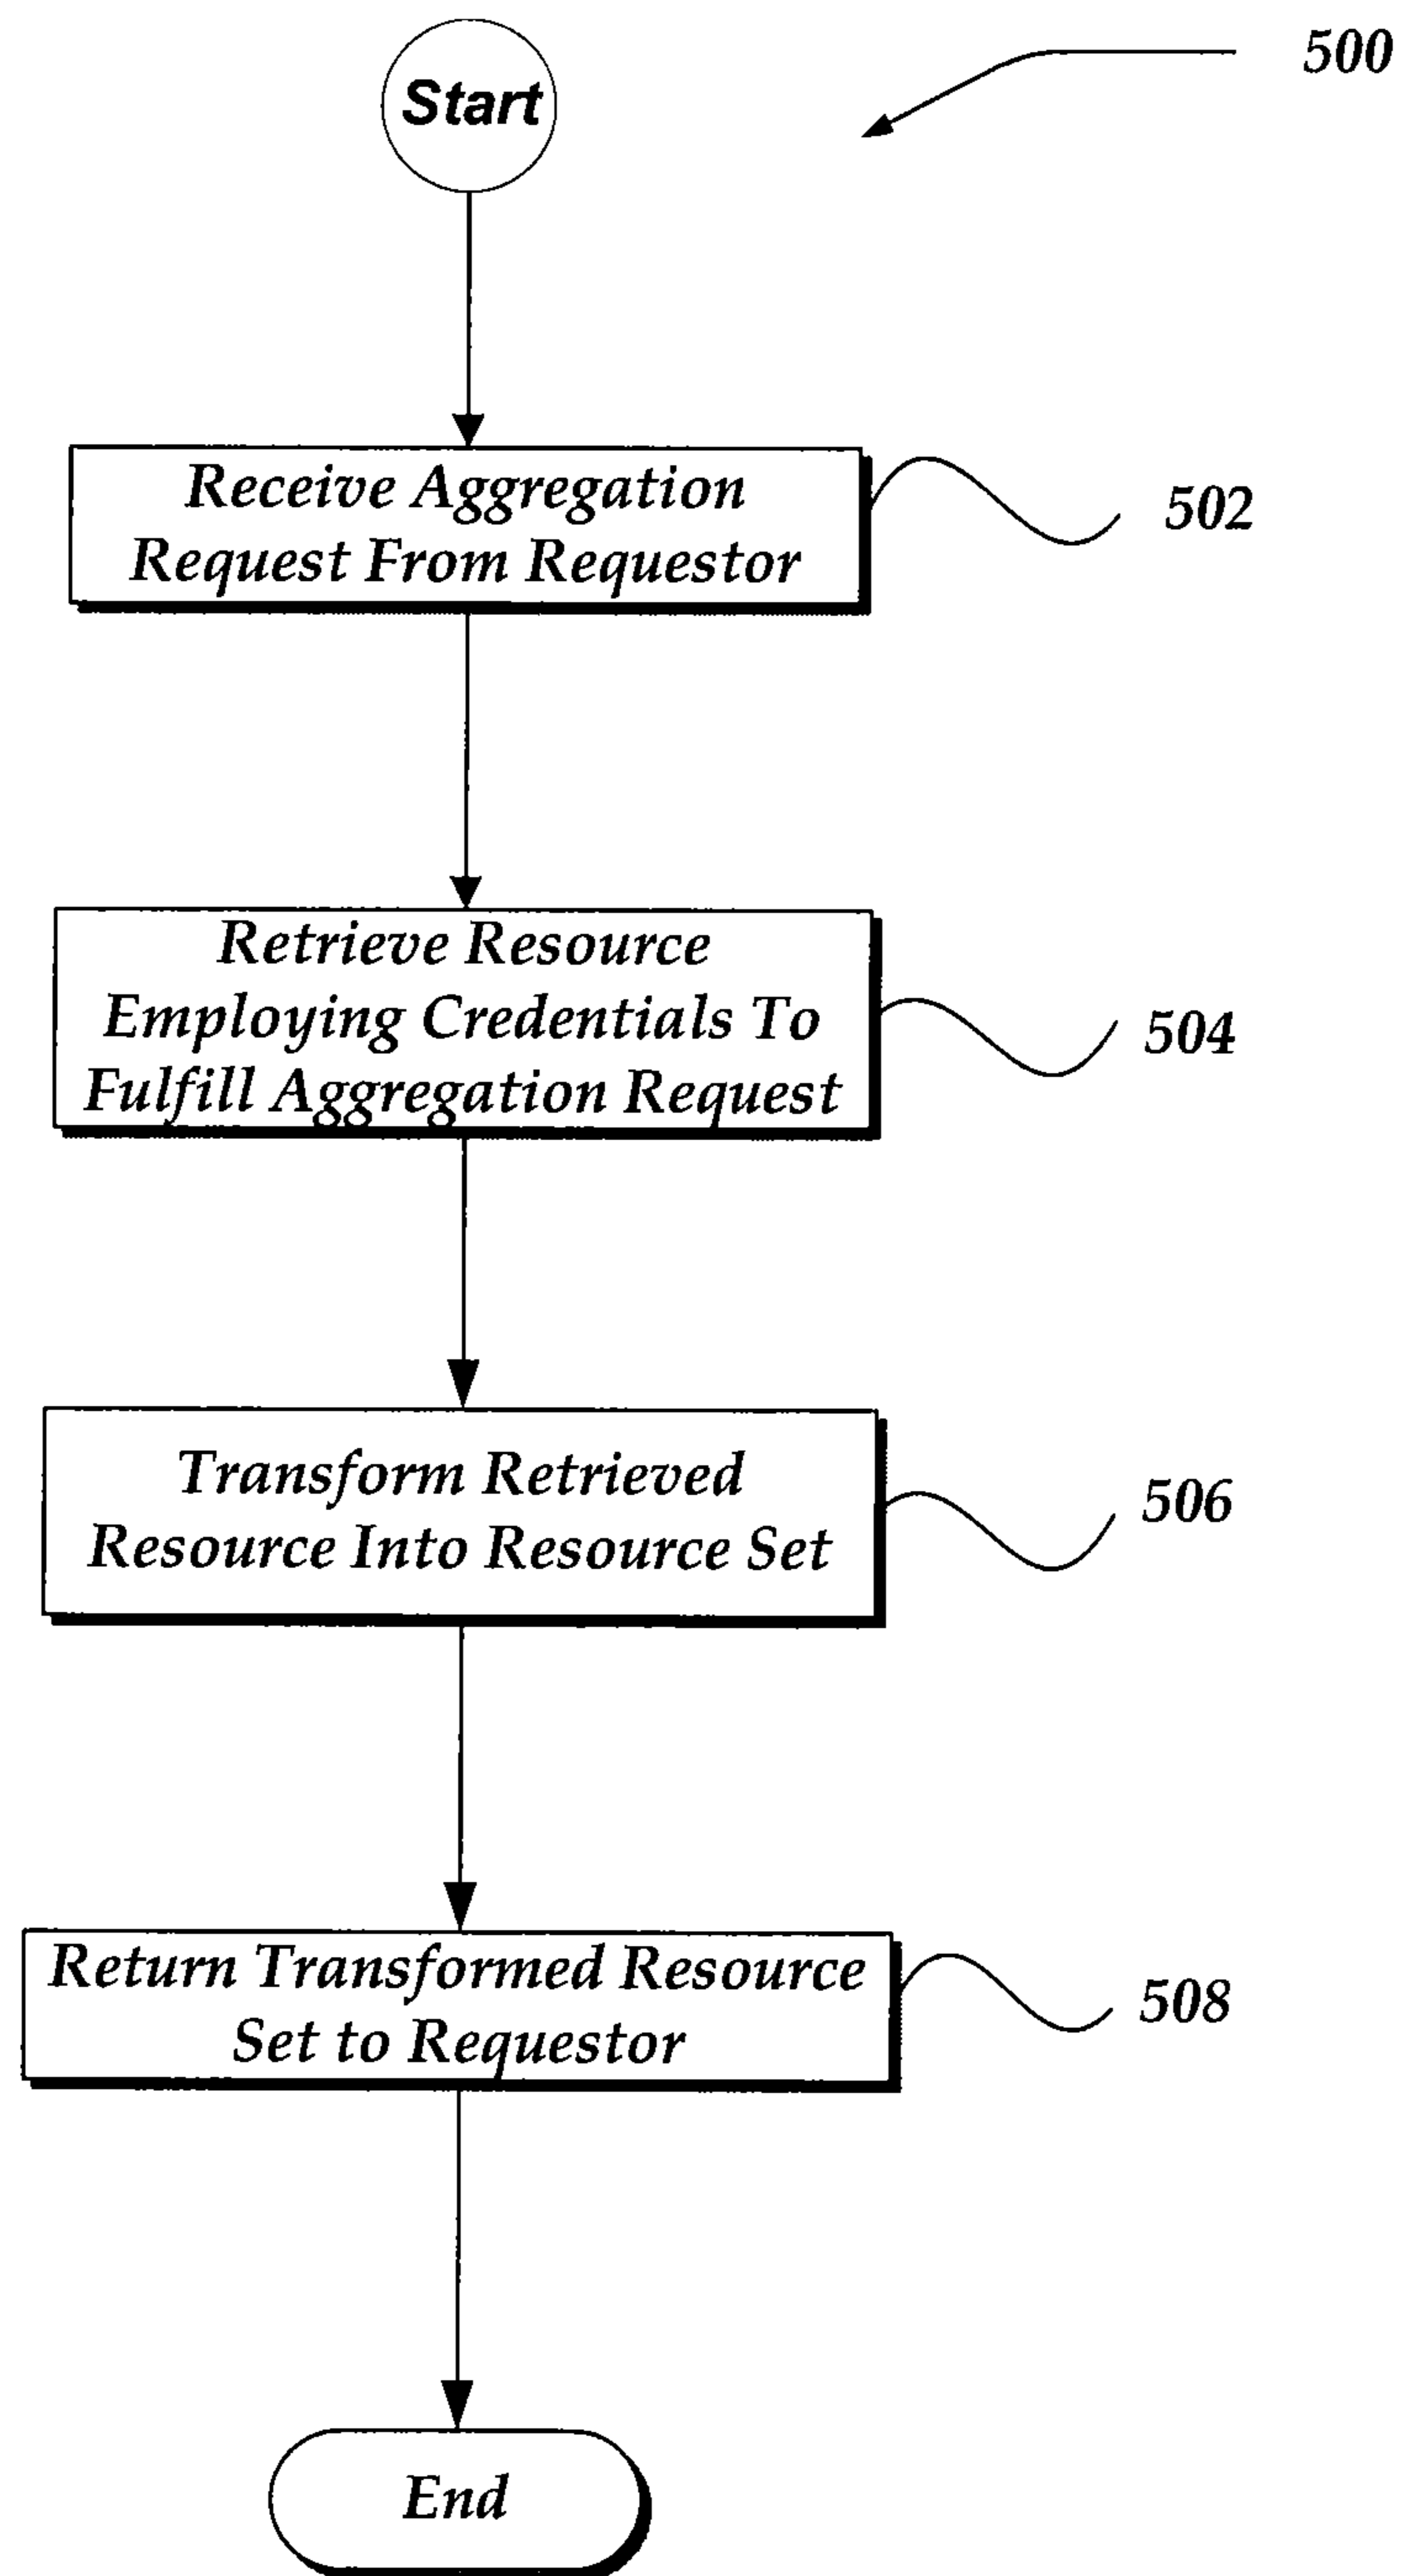 Start
500
Receive Aggregation
Request From Requestor
502
Retrieve Resource
Employing Credentials To
Fulfill Aggregation Request
504
Transform Retrieved
Resource Into Resource Set
506
Return Transformed Resource
Set to Requestor
508
End